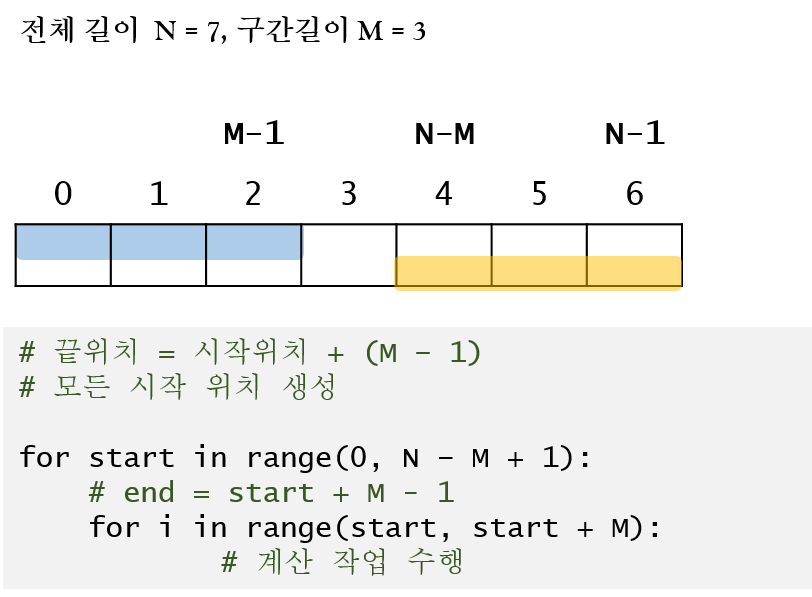 전체 길이 N = 7, 구간길이 M = 3
M-1 N-M N-1
0 1 2 3 4 5 6
# 끝위치 = 시작위치 + (M - 1)
# 모든 시작 위치 생성
for start in range(0, N - M + 1):
    # end = start + M - 1
    for i in range(start, start + M):
        # 계산 작업 수행